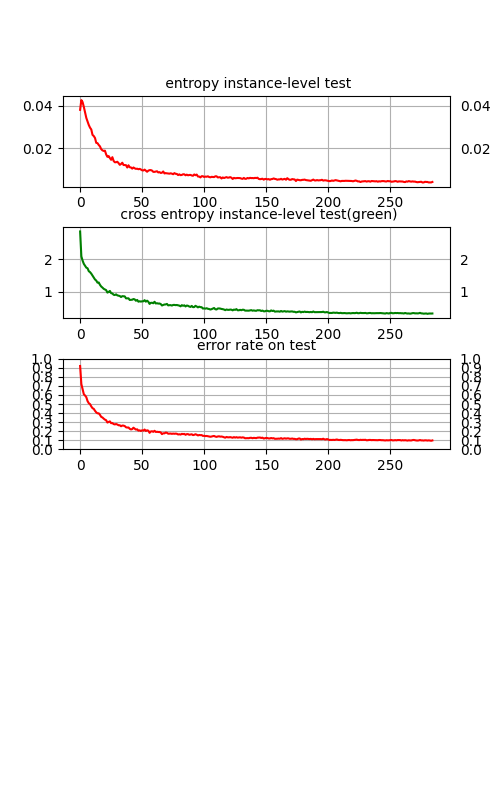 entropy instance-level test
0.04 0.04
0.02 0.02
0 50 100 150 200 250
cross entropy instance-level test(green)
2 2
1 1
0 50 100 150 200 250
error rate on test
1.0 1.0
0.9 0.9
0.8 0.8
0.7 0.7
0.6 0.6
0.5 0.5
0.4 0.4
0.3 0.3
0.2 0.2
0.1 0.1
0.0 0.0
0 50 100 150 200 250